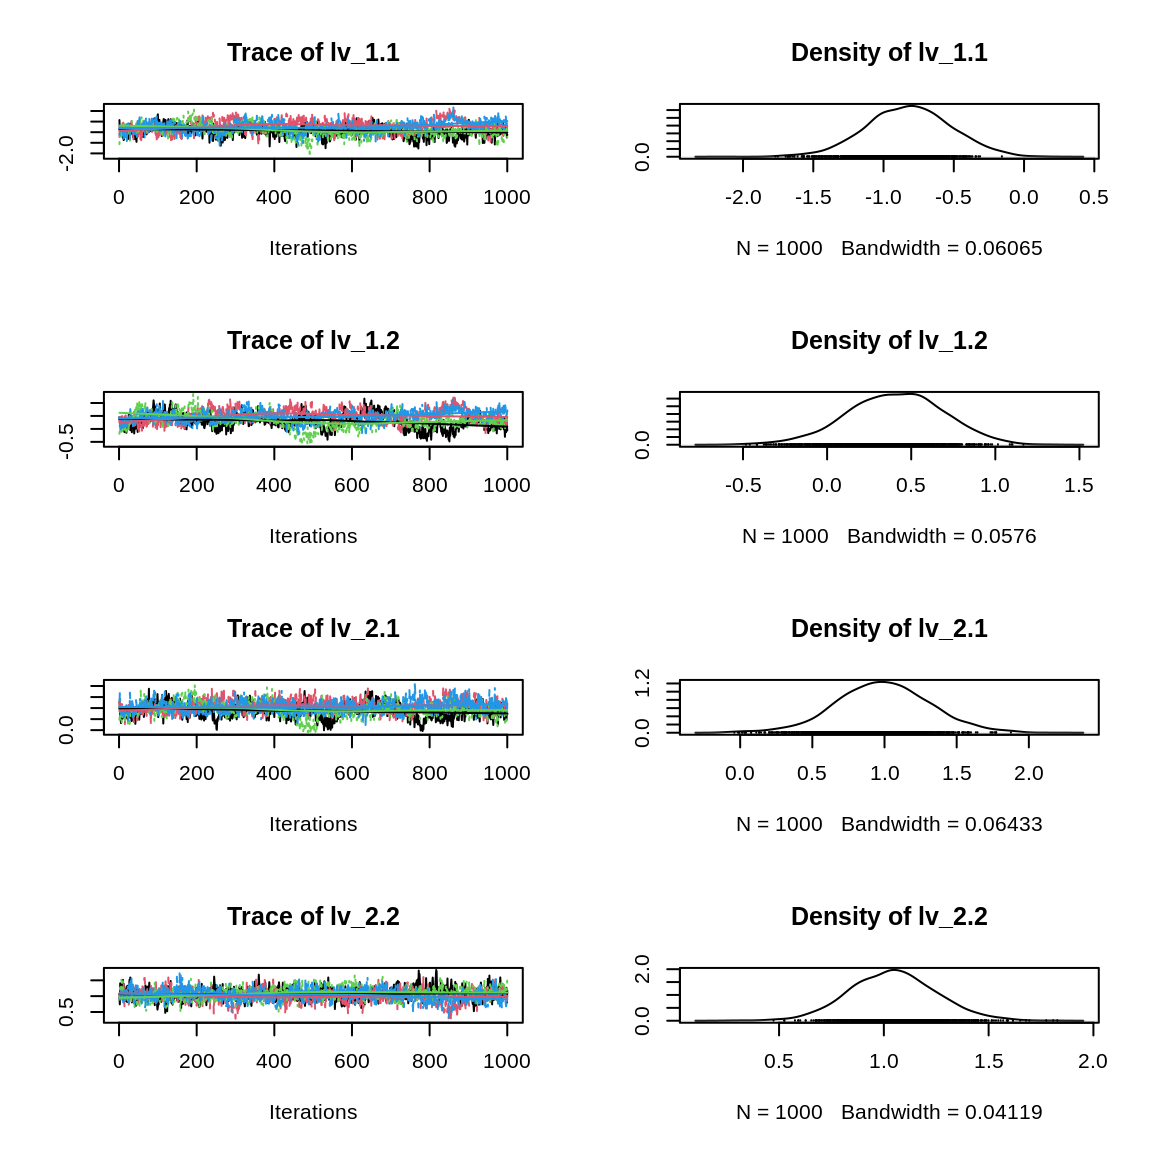 Trace of lv_1.1
-2.0
0 200 400 600 800 1000
Iterations
Density of lv_1.1
0.0
-2.0 -1.5 -1.0 -0.5 0.0 0.5
N = 1000 Bandwidth = 0.06065
Trace of lv_1.2
-0.5
0 200 400 600 800 1000
Iterations
Density of lv_1.2
0.0
-0.5 0.0 0.5 1.0 1.5
N = 1000 Bandwidth = 0.0576
Trace of lv_2.1
0.0
0 200 400 600 800 1000
Iterations
Density of lv_2.1
0.0 1.2
0.0 0.5 1.0 1.5 2.0
N = 1000 Bandwidth = 0.06433
Trace of lv_2.2
0.5
0 200 400 600 800 1000
Iterations
Density of lv_2.2
0.0 2.0
0.5 1.0 1.5 2.0
N = 1000 Bandwidth = 0.04119